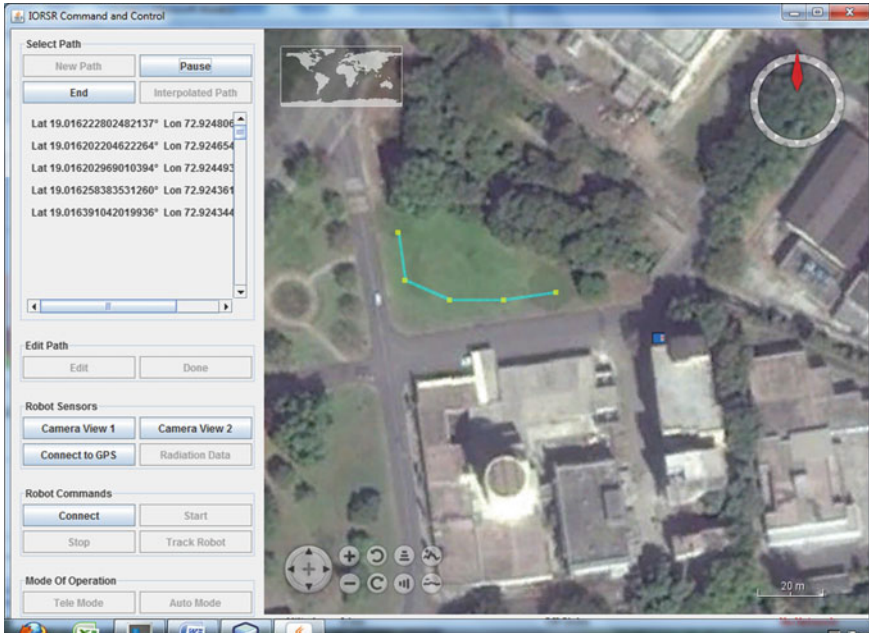 IORSR Command and Control
Select Path
New Path Pause
End Interpolated Path
Lat 19.016222802482137° Lon 72.924806
Lat 19.016202204622264° Lon 72.924654
Lat 19.016202969010394° Lon 72.924493
Lat 19.016258383531260° Lon 72.924361
Lat 19.016391042019936° Lon 72.924344
Edit Path
Edit Done
Robot Sensors
Camera View 1 Camera View 2
Connect to GPS Radiation Data
Robot Commands
Connect Start
Stop Track Robot
Mode Of Operation
Tele Mode Auto Mode
20 m